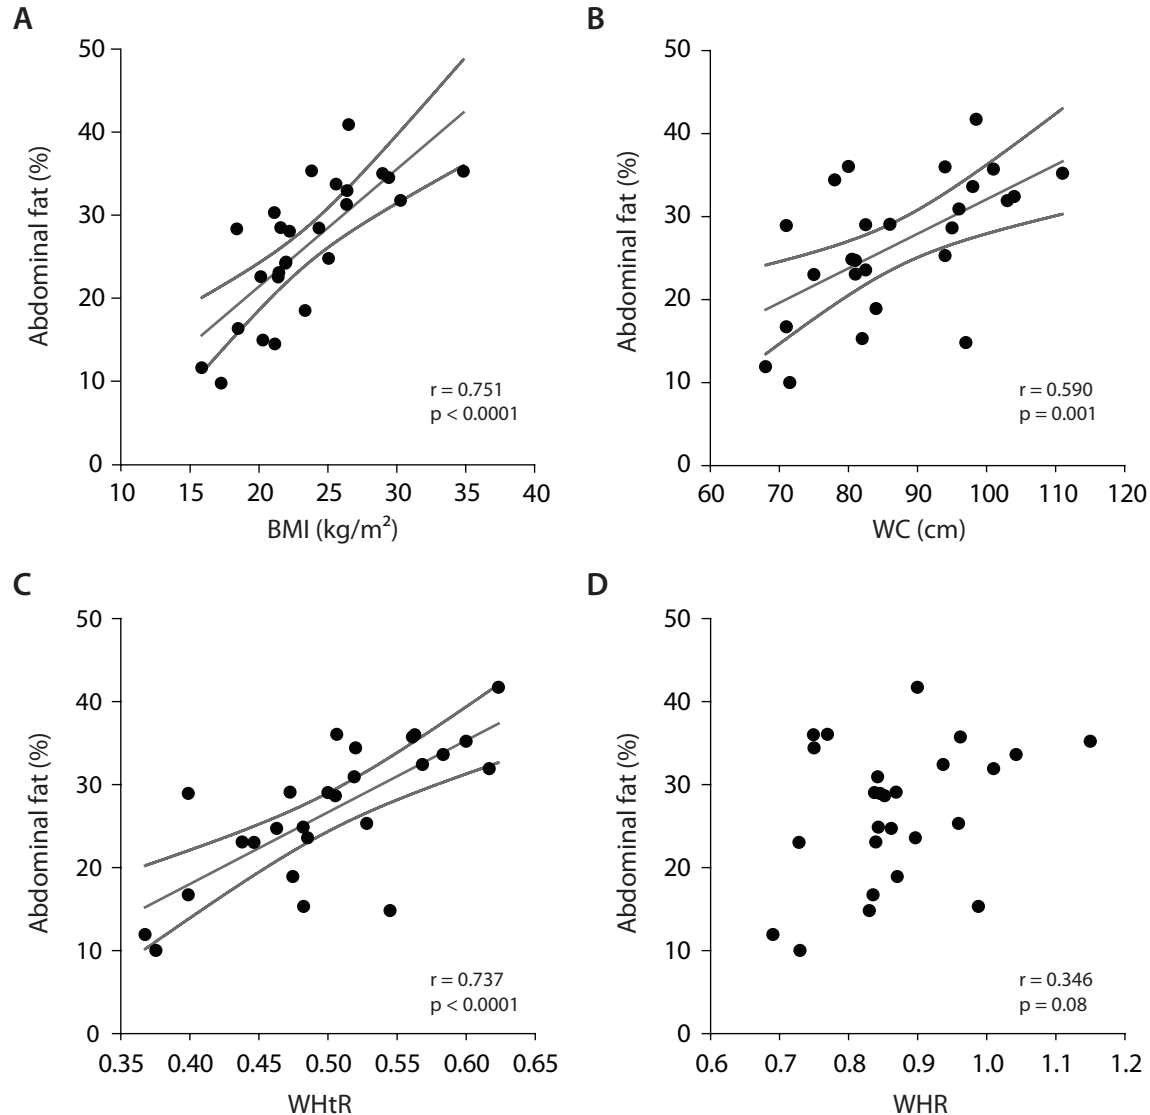 A
50
40
30
20
10
0
Abdominal fat (%)
r = 0.751
p < 0.0001
10 15 20 25 30 35 40
BMI (kg/m²)
B
50
40
30
20
10
0
Abdominal fat (%)
r = 0.590
p = 0.001
60 70 80 90 100 110 120
WC (cm)
C
50
40
30
20
10
0
Abdominal fat (%)
r = 0.737
p < 0.0001
0.35 0.40 0.45 0.50 0.55 0.60 0.65
WHtR
D
50
40
30
20
10
0
Abdominal fat (%)
r = 0.346
p = 0.08
0.6 0.7 0.8 0.9 1.0 1.1 1.2
WHR